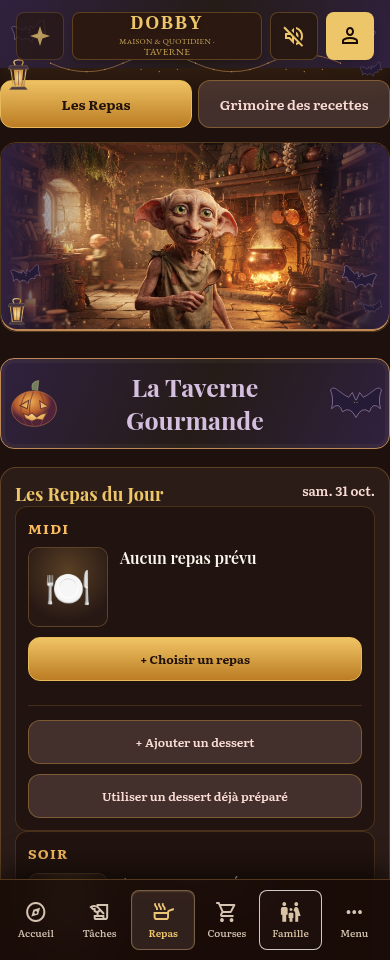 DOBBY
MAISON & QUOTIDIEN ·
TAVERNE
Les Repas
Grimoire des recettes
La Taverne
Gourmande
Les Repas du Jour
sam. 31 oct.
MIDI
Aucun repas prévu
+ Choisir un repas
+ Ajouter un dessert
Utiliser un dessert déjà préparé
SOIR
Accueil
Tâches
Repas
Courses
Famille
Menu